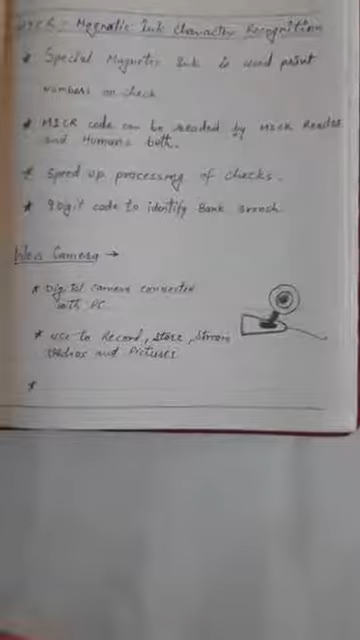 MICR - Magnetic Ink Character Recognition
* Special Magnetic Ink is used print
numbers on check
* MICR code can be readed by MICR Reader
and Humans both.
* Speed up processing of checks.
* 9 Digit code to identify Bank Branch
Web Camera →
* Digital camera connected
with PC.
* Use to Record, Store, Stream
Videos and Pictures
*